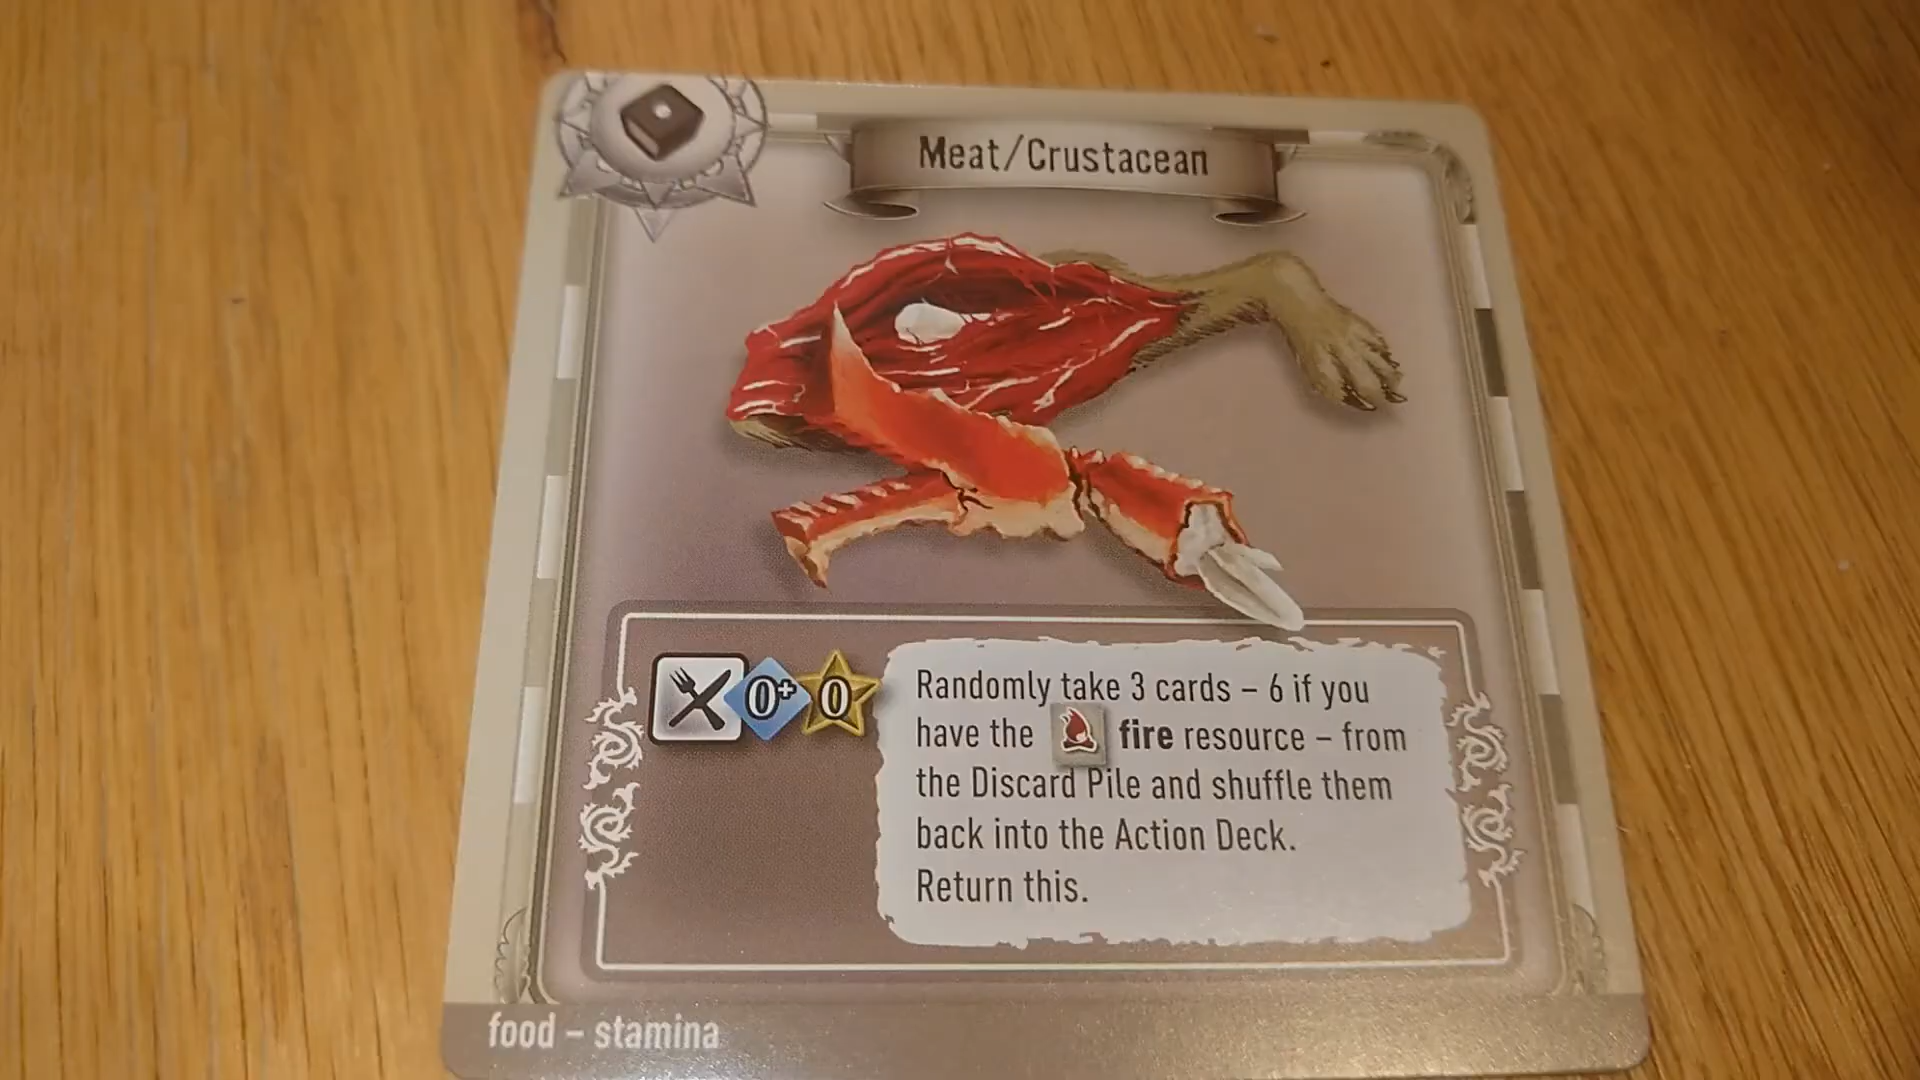 Meat/Crustacean
0+ 0
Randomly take 3 cards – 6 if you
have the fire resource – from
the Discard Pile and shuffle them
back into the Action Deck.
Return this.
food – stamina